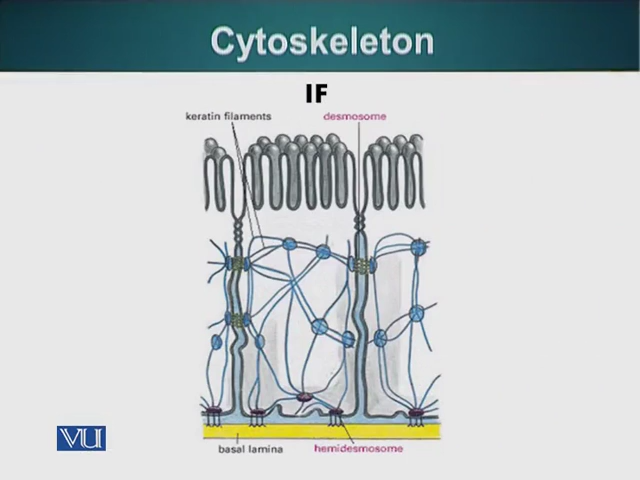 Cytoskeleton
IF
keratin filaments
desmosome
VU
basal lamina
hemidesmosome